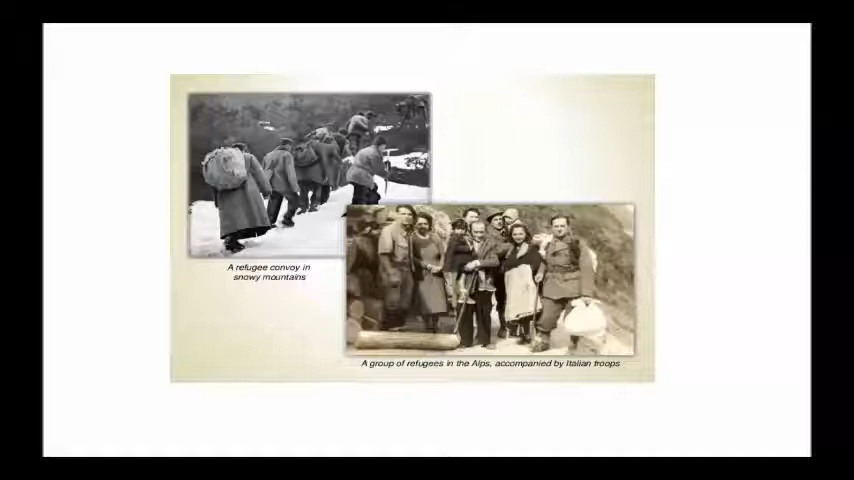 A refugee convoy in
snowy mountains
A group of refugees in the Alps, accompanied by Italian troops